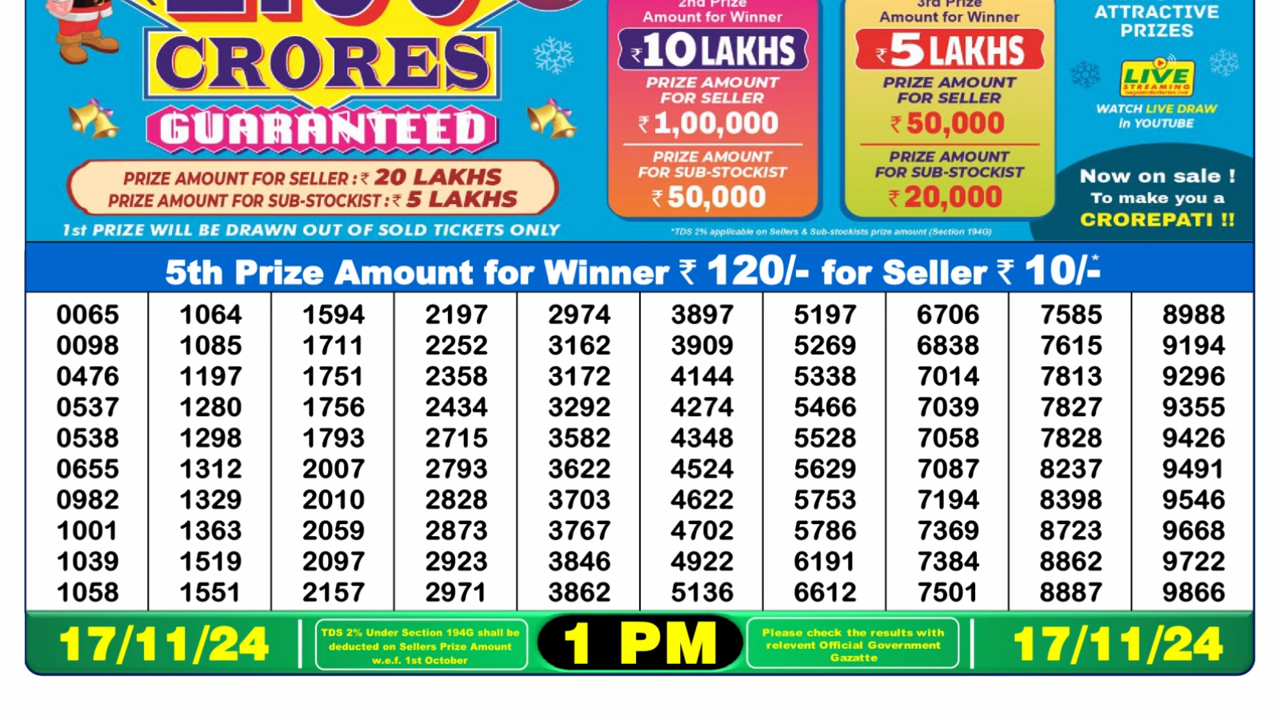 CRORES
GUARANTEED
PRIZE AMOUNT FOR SELLER :₹ 20 LAKHS
PRIZE AMOUNT FOR SUB-STOCKIST :₹ 5 LAKHS
1st PRIZE WILL BE DRAWN OUT OF SOLD TICKETS ONLY
2nd Prize
Amount for Winner
₹10 LAKHS
PRIZE AMOUNT
FOR SELLER
₹1,00,000
PRIZE AMOUNT
FOR SUB-STOCKIST
₹50,000
3rd Prize
Amount for Winner
₹5 LAKHS
PRIZE AMOUNT
FOR SELLER
₹50,000
PRIZE AMOUNT
FOR SUB-STOCKIST
₹20,000
*TDS 2% applicable on Sellers & Sub-stockists prize amount (Section 194G)
ATTRACTIVE
PRIZES
LIVE
STREAMING
WATCH LIVE DRAW
in YOUTUBE
Now on sale !
To make you a
CROREPATI !!
5th Prize Amount for Winner ₹ 120/- for Seller ₹ 10/-*
0065 1064 1594 2197 2974 3897 5197 6706 7585 8988
0098 1085 1711 2252 3162 3909 5269 6838 7615 9194
0476 1197 1751 2358 3172 4144 5338 7014 7813 9296
0537 1280 1756 2434 3292 4274 5466 7039 7827 9355
0538 1298 1793 2715 3582 4348 5528 7058 7828 9426
0655 1312 2007 2793 3622 4524 5629 7087 8237 9491
0982 1329 2010 2828 3703 4622 5753 7194 8398 9546
1001 1363 2059 2873 3767 4702 5786 7369 8723 9668
1039 1519 2097 2923 3846 4922 6191 7384 8862 9722
1058 1551 2157 2971 3862 5136 6612 7501 8887 9866
17/11/24
TDS 2% Under Section 194G shall be
deducted on Sellers Prize Amount
w.e.f. 1st October
1 PM
Please check the results with
relevent Official Government
Gazatte
17/11/24